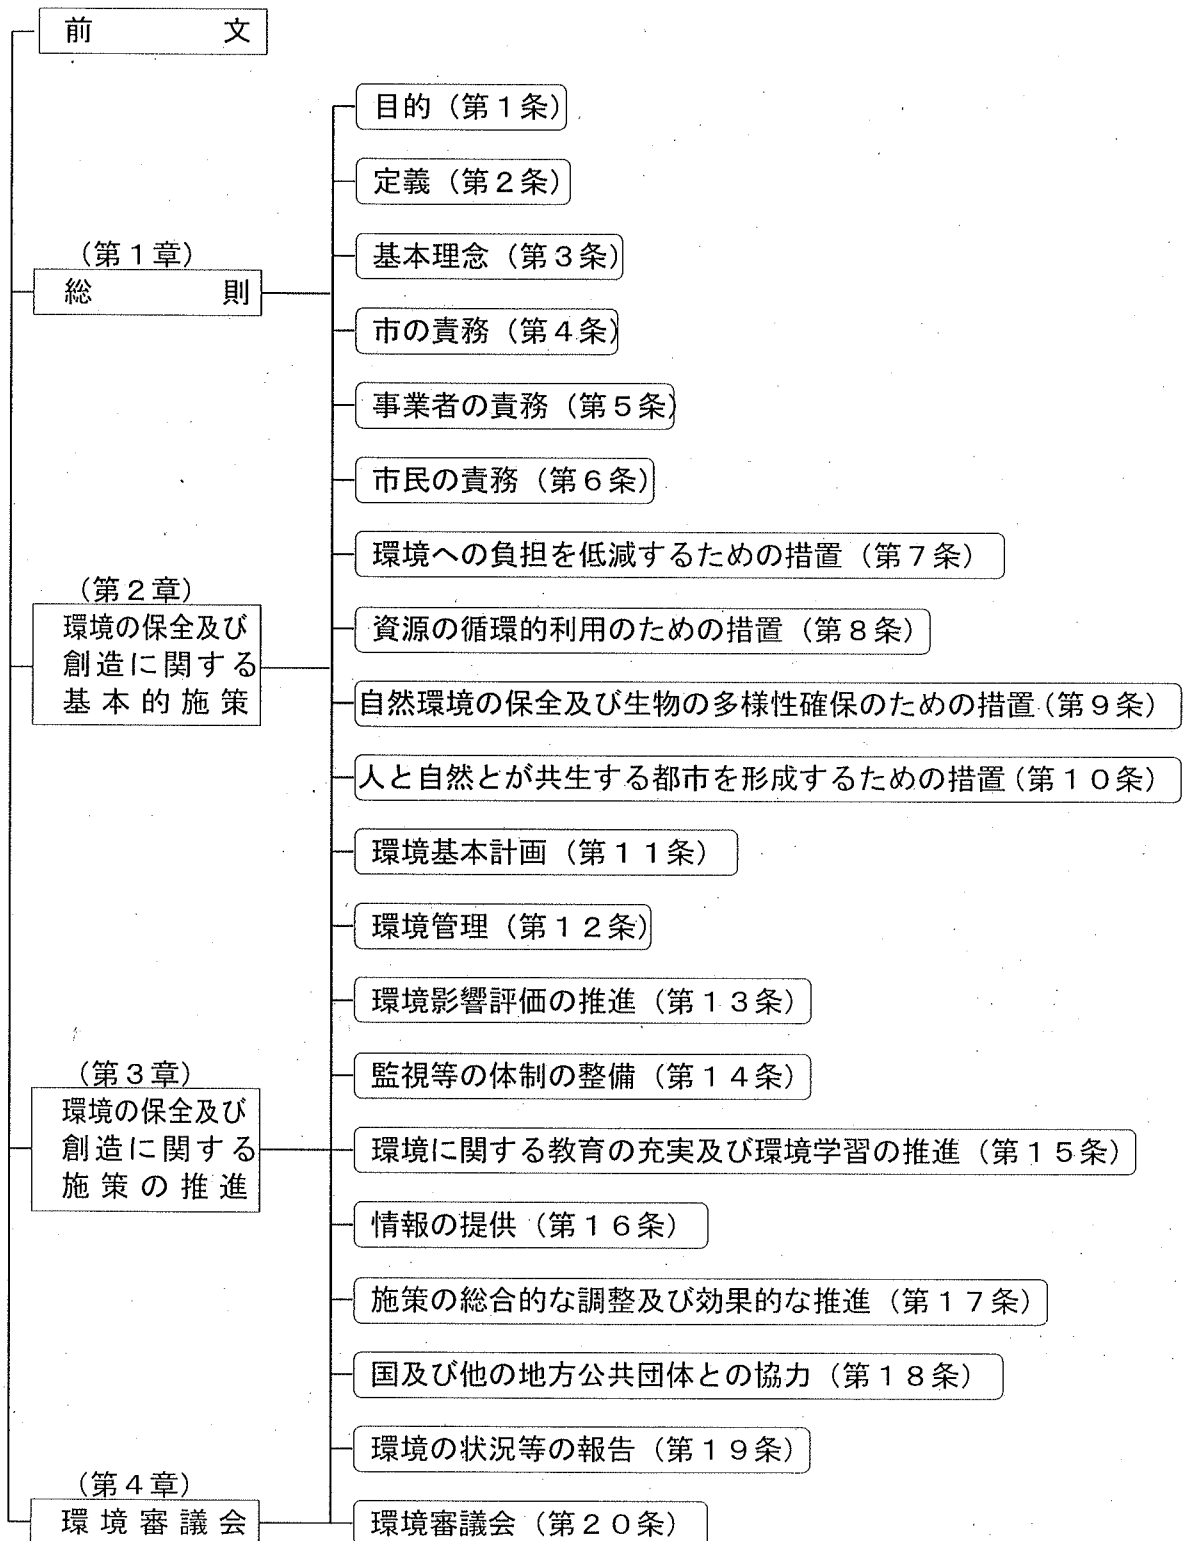 前 文
目的（第１条）
定義（第２条）
基本理念（第３条）
（第１章）
総 則
市の責務（第４条）
事業者の責務（第５条）
市民の責務（第６条）
環境への負担を低減するための措置（第７条）
（第２章）
環境の保全及び
創造に関する
基本的施策
資源の循環的利用のための措置（第８条）
自然環境の保全及び生物の多様性確保のための措置（第９条）
人と自然とが共生する都市を形成するための措置（第１０条）
環境基本計画（第１１条）
環境管理（第１２条）
環境影響評価の推進（第１３条）
監視等の体制の整備（第１４条）
（第３章）
環境の保全及び
創造に関する
施策の推進
環境に関する教育の充実及び環境学習の推進（第１５条）
情報の提供（第１６条）
施策の総合的な調整及び効果的な推進（第１７条）
国及び他の地方公共団体との協力（第１８条）
環境の状況等の報告（第１９条）
（第４章）
環境審議会
環境審議会（第２０条）